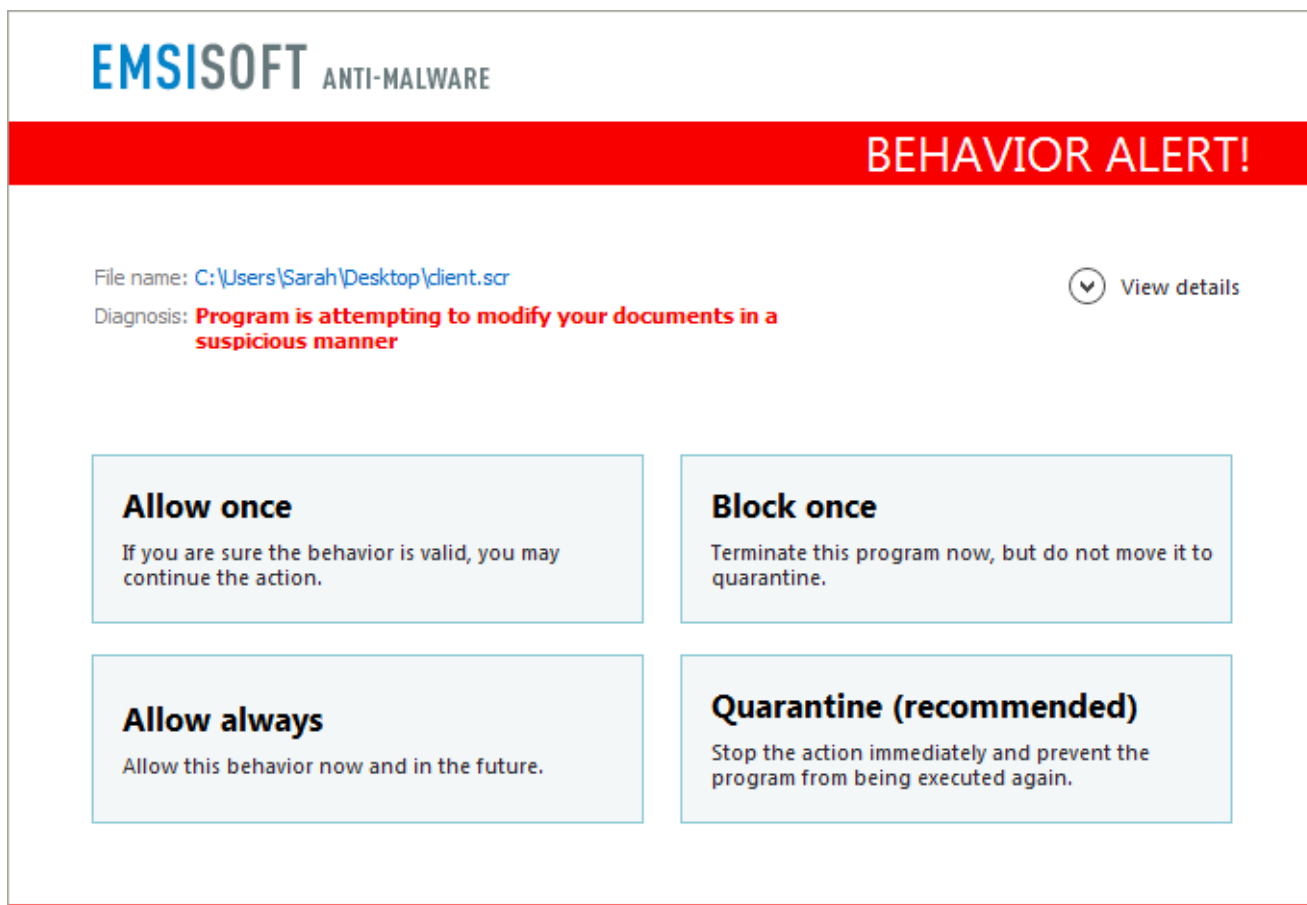 EMSISOFT ANTI-MALWARE
BEHAVIOR ALERT!
File name: C:\Users\Sarah\Desktop\client.scr
View details
Diagnosis: Program is attempting to modify your documents in a
suspicious manner
Allow once
If you are sure the behavior is valid, you may
continue the action.
Block once
Terminate this program now, but do not move it to
quarantine.
Allow always
Allow this behavior now and in the future.
Quarantine (recommended)
Stop the action immediately and prevent the
program from being executed again.